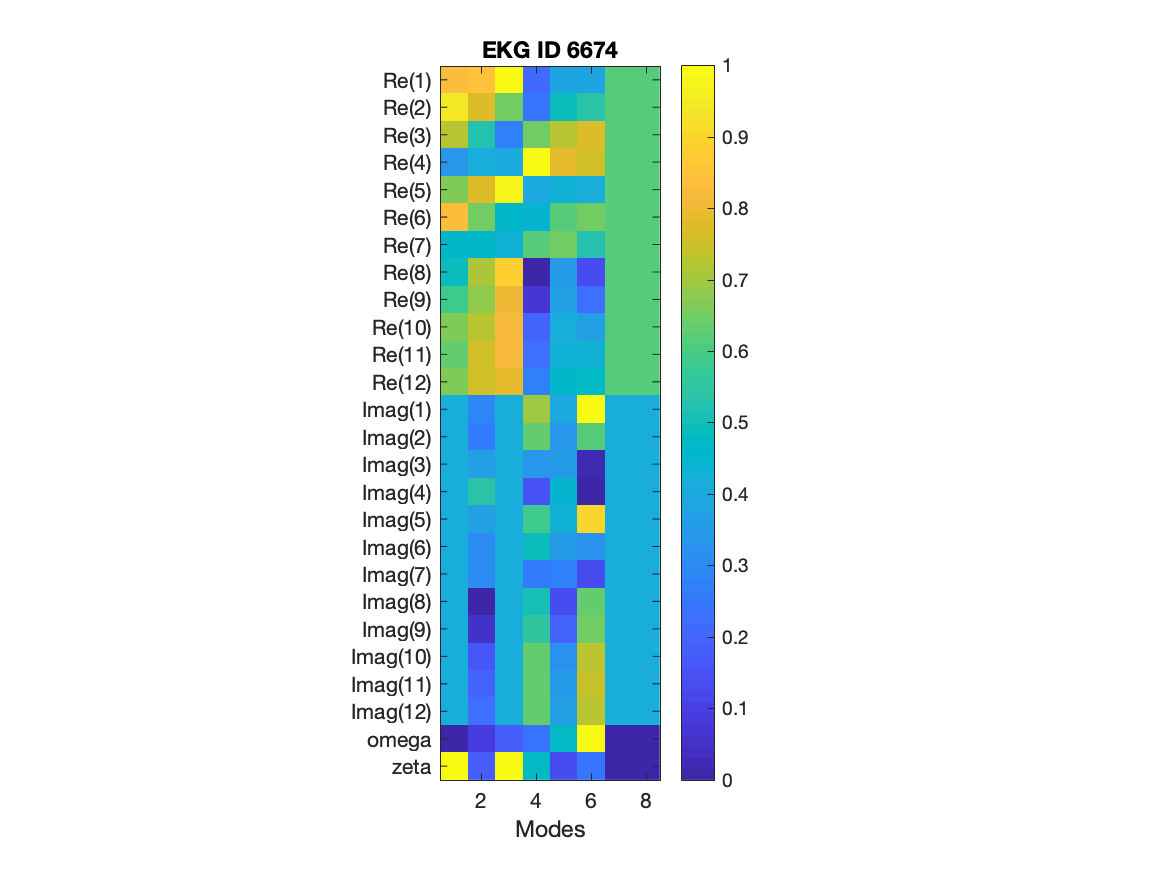 EKG ID 6674
Re(1)
Re(2)
Re(3)
Re(4)
Re(5)
Re(6)
Re(7)
Re(8)
Re(9)
Re(10)
Re(11)
Re(12)
Imag(1)
Imag(2)
Imag(3)
Imag(4)
Imag(5)
Imag(6)
Imag(7)
Imag(8)
Imag(9)
Imag(10)
Imag(11)
Imag(12)
omega
zeta
2 4 6 8
Modes
1
0.9
0.8
0.7
0.6
0.5
0.4
0.3
0.2
0.1
0